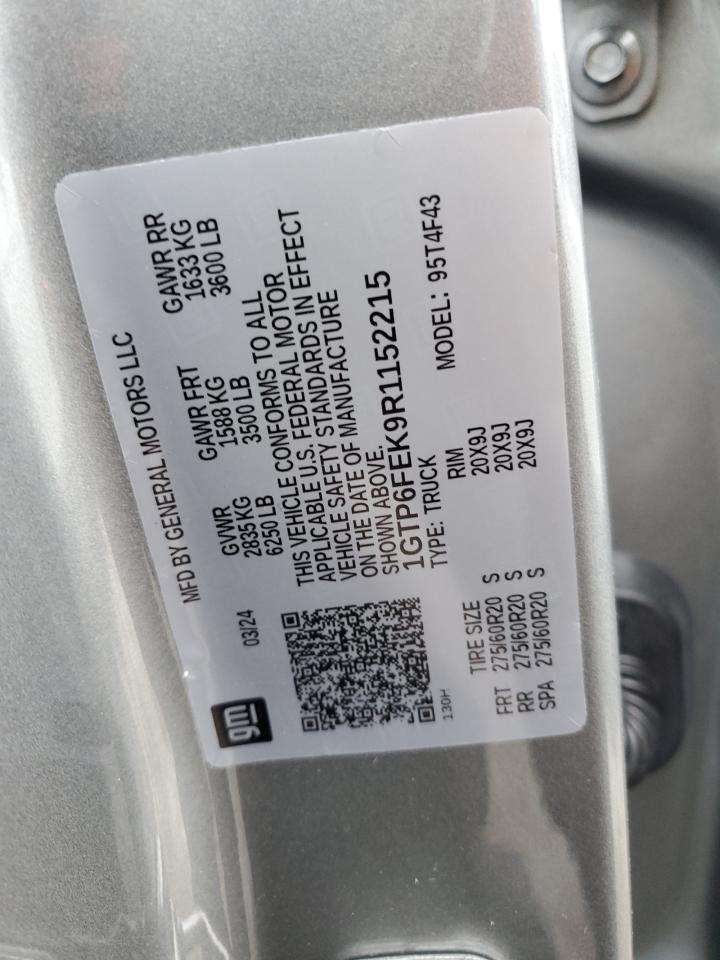 gm
MFD BY GENERAL MOTORS LLC
03/24
GVWR GAWR FRT GAWR RR
2835 KG 1588 KG 1633 KG
6250 LB 3500 LB 3600 LB
THIS VEHICLE CONFORMS TO ALL
APPLICABLE U.S. FEDERAL MOTOR
VEHICLE SAFETY STANDARDS IN EFFECT
ON THE DATE OF MANUFACTURE
SHOWN ABOVE.
1GTP6FEK9R1152215
TYPE: TRUCK MODEL: 95T4F43
130H
TIRE SIZE RIM
FRT 275/60R20 S 20X9J
RR 275/60R20 S 20X9J
SPA 275/60R20 S 20X9J